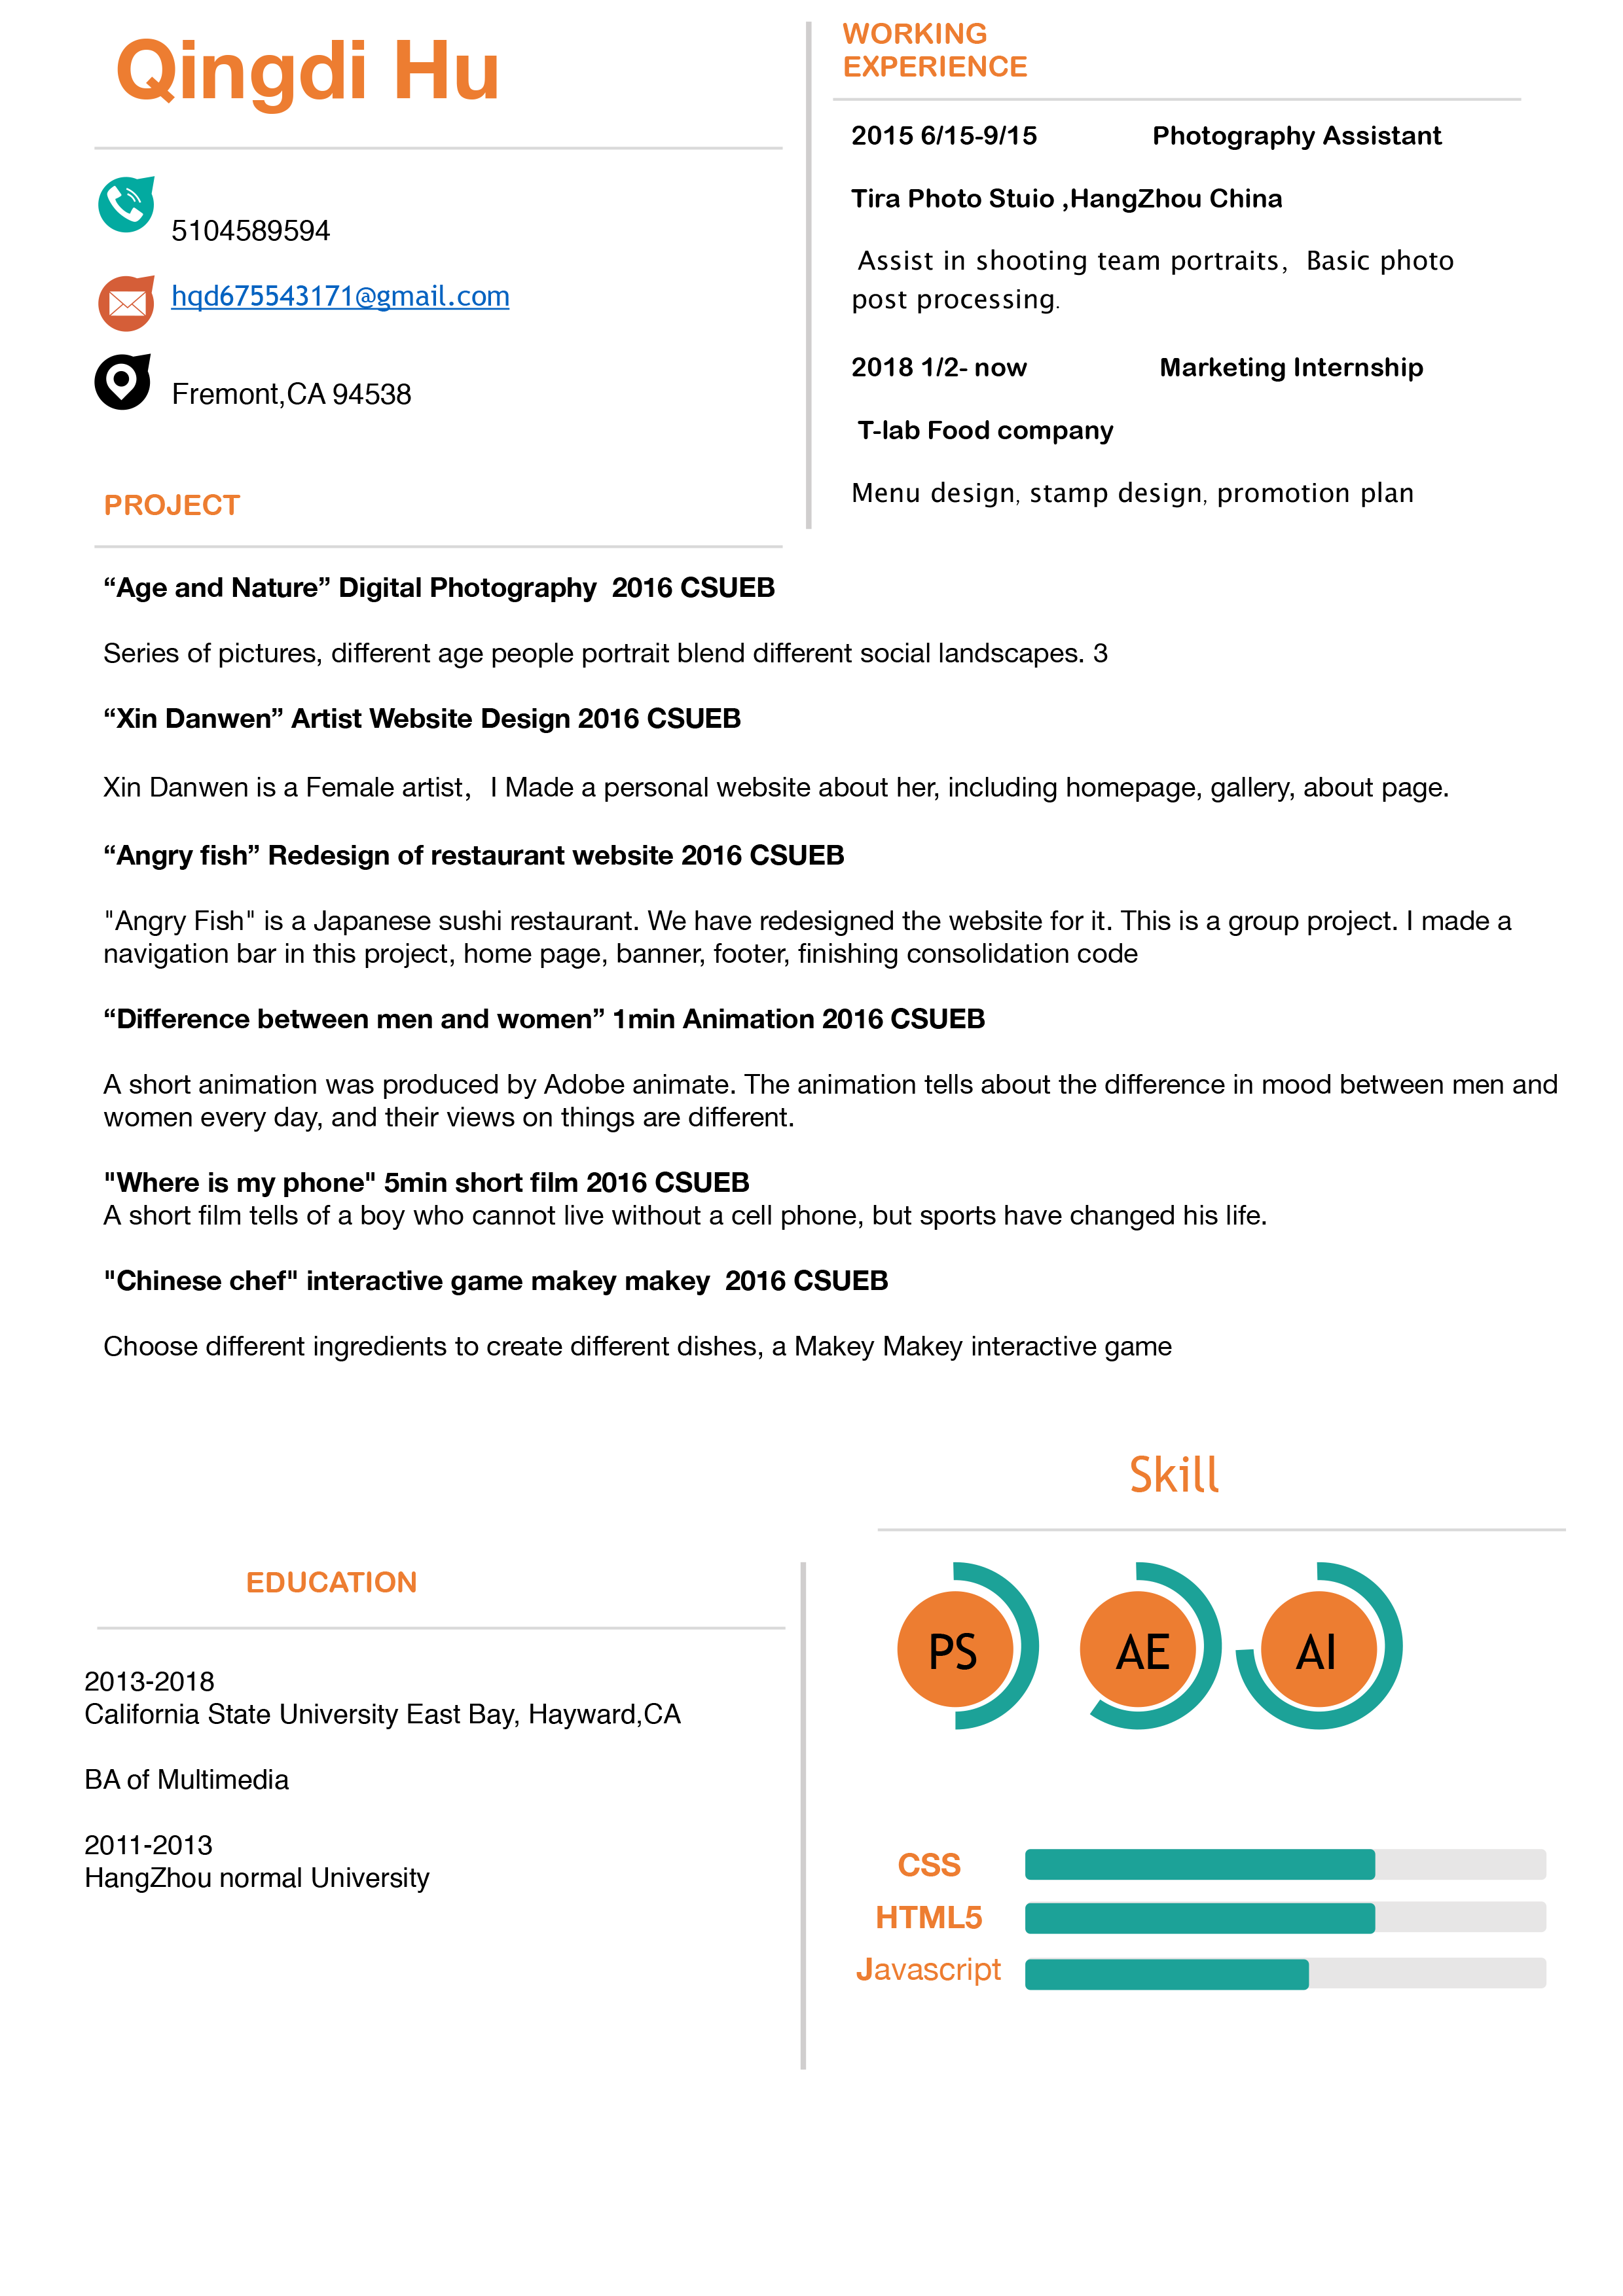 Qingdi Hu
5104589594
hqd675543171@gmail.com
Fremont,CA 94538
WORKING
EXPERIENCE
2015 6/15-9/15 Photography Assistant
Tira Photo Stuio ,HangZhou China
Assist in shooting team portraits,  Basic photo
post processing.
2018 1/2- now Marketing Internship
T-lab Food company
Menu design, stamp design, promotion plan
PROJECT
“Age and Nature” Digital Photography  2016 CSUEB
Series of pictures, different age people portrait blend different social landscapes. 3
“Xin Danwen” Artist Website Design 2016 CSUEB
Xin Danwen is a Female artist,  I Made a personal website about her, including homepage, gallery, about page.
“Angry fish” Redesign of restaurant website 2016 CSUEB
"Angry Fish" is a Japanese sushi restaurant. We have redesigned the website for it. This is a group project. I made a
navigation bar in this project, home page, banner, footer, finishing consolidation code
“Difference between men and women” 1min Animation 2016 CSUEB
A short animation was produced by Adobe animate. The animation tells about the difference in mood between men and
women every day, and their views on things are different.
"Where is my phone" 5min short film 2016 CSUEB
A short film tells of a boy who cannot live without a cell phone, but sports have changed his life.
"Chinese chef" interactive game makey makey  2016 CSUEB
Choose different ingredients to create different dishes, a Makey Makey interactive game
EDUCATION
2013-2018
California State University East Bay, Hayward,CA
BA of Multimedia
2011-2013
HangZhou normal University
Skill
PS AE AI
CSS
HTML5
Javascript